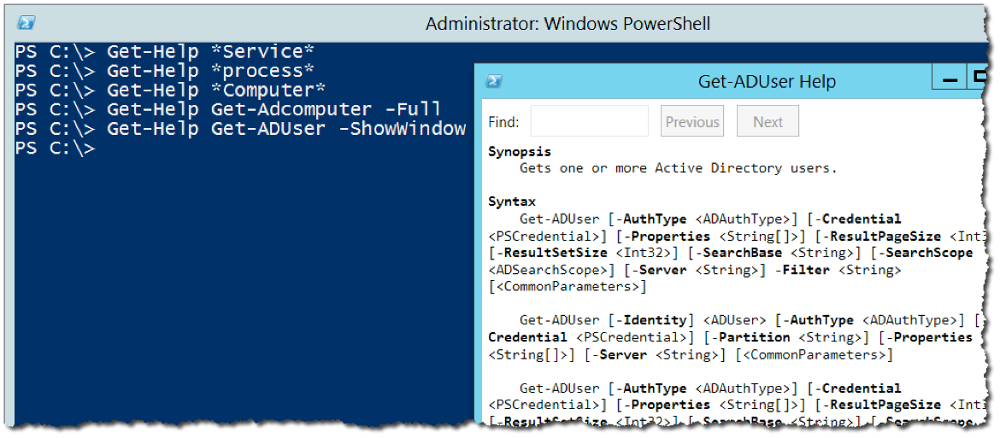 Administrator: Windows PowerShell
PS C:\> Get-Help *Service*
PS C:\> Get-Help *process*
PS C:\> Get-Help *Computer*
PS C:\> Get-Help Get-Adcomputer -Full
PS C:\> Get-Help Get-ADUser -ShowWindow
PS C:\>
Get-ADUser Help
Find: Previous Next
Synopsis
Gets one or more Active Directory users.
Syntax
Get-ADUser [-AuthType <ADAuthType>] [-Credential
<PSCredential>] [-Properties <String[]>] [-ResultPageSize
[-ResultSetSize <Int32>] [-SearchBase <String>] [-SearchScope
<ADSearchScope>] [-Server <String>] -Filter <String>
[<CommonParameters>]
Get-ADUser [-Identity] <ADUser> [-AuthType <ADAuthType>] [-
Credential <PSCredential>] [-Partition <String>] [-Properties
<String[]>] [-Server <String>] [<CommonParameters>]
Get-ADUser [-AuthType <ADAuthType>] [-Credential
<PSCredential>] [-Properties <String[]>] [-ResultPageSize
[-ResultSetSize <Int32>] [-SearchBase <String>] [-SearchScope